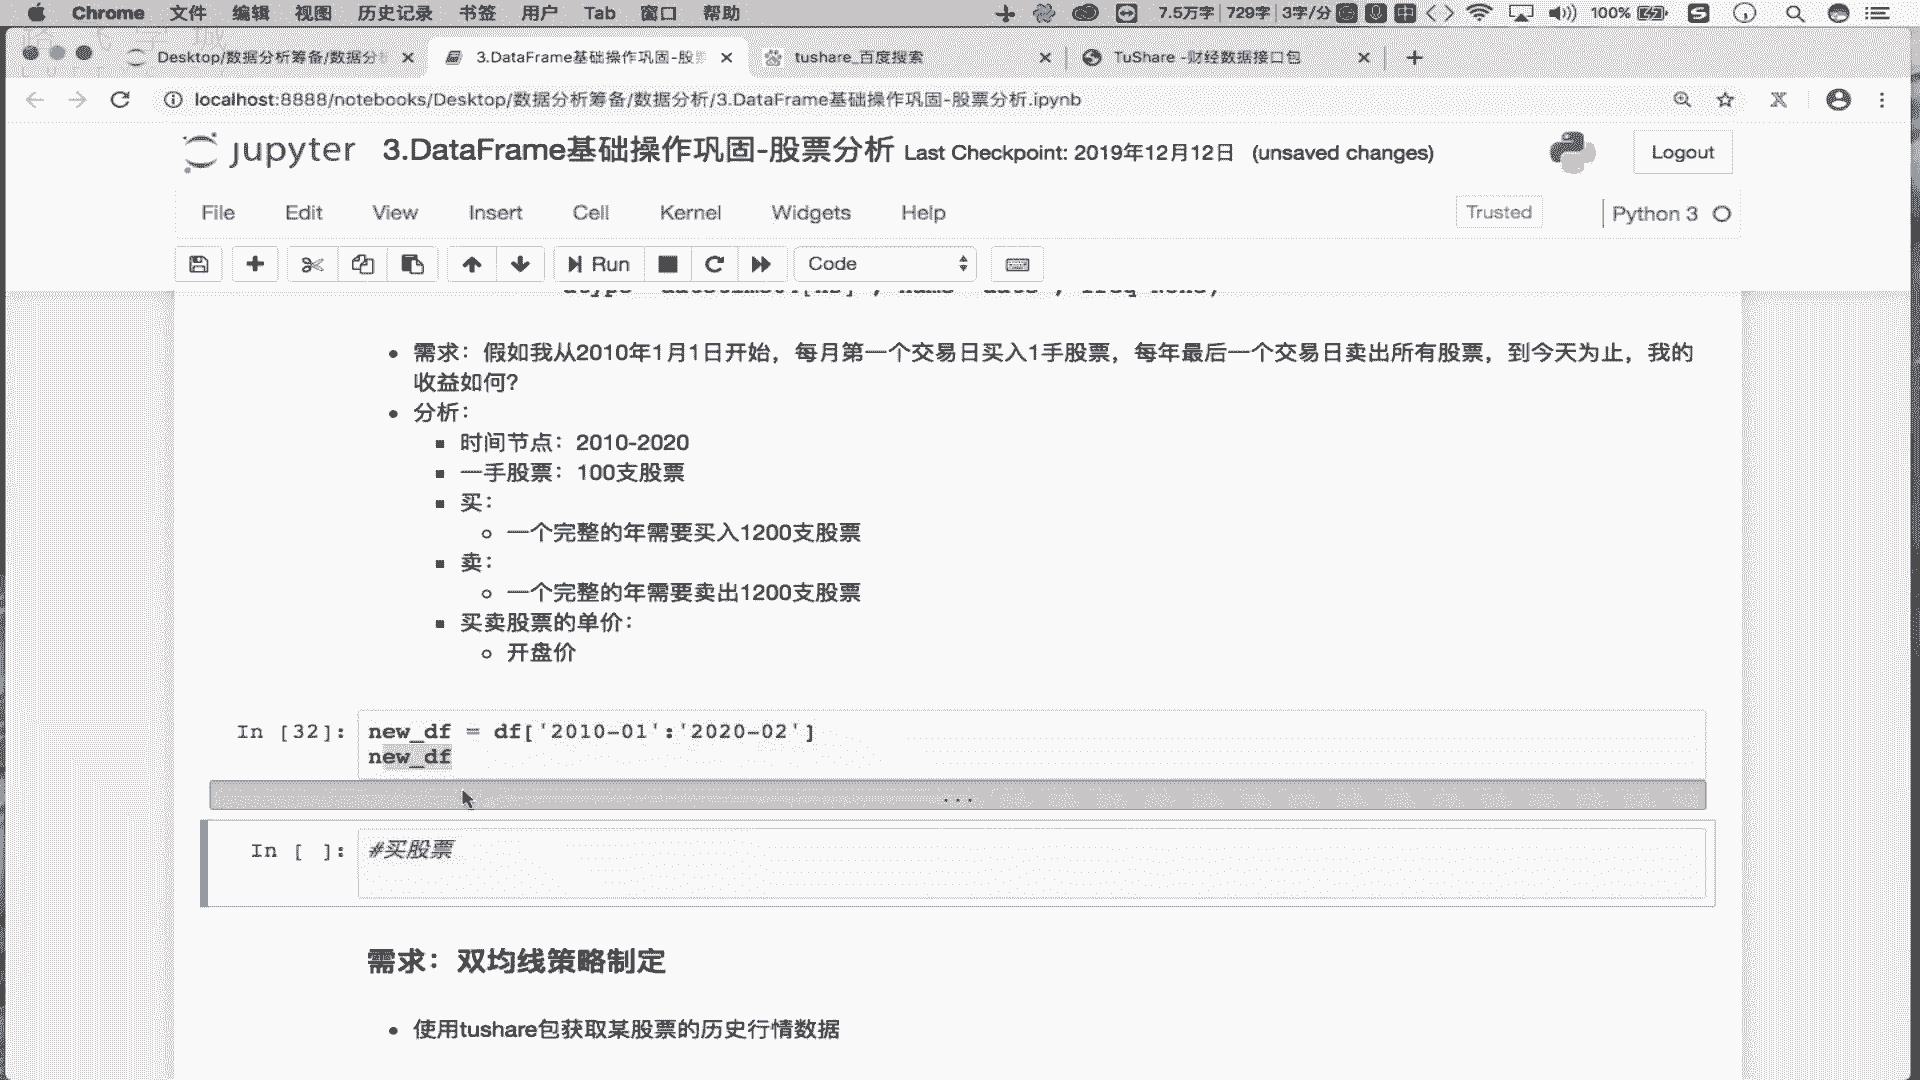 Chrome 文件 编辑 视图 历史记录 书签 用户 Tab 窗口 帮助 7.5万字 729字 3字/分 100%
Desktop/数据分析筹备/数据分析 3.DataFrame基础操作巩固-股票 tushare_百度搜索 TuShare -财经数据接口包
localhost:8888/notebooks/Desktop/数据分析筹备/数据分析/3.DataFrame基础操作巩固-股票分析.ipynb
jupyter 3.DataFrame基础操作巩固-股票分析 Last Checkpoint: 2019年12月12日 (unsaved changes) Logout
File Edit View Insert Cell Kernel Widgets Help Trusted Python 3
Run Code
需求：假如我从2010年1月1日开始，每月第一个交易日买入1手股票，每年最后一个交易日卖出所有股票，到今天为止，我的
收益如何？
分析：
时间节点：2010-2020
一手股票：100支股票
买：
一个完整的年需要买入1200支股票
卖：
一个完整的年需要卖出1200支股票
买卖股票的单价：
开盘价
In [32]: new_df = df['2010-01':'2020-02']
new_df
...
In [ ]: #买股票
需求：双均线策略制定
使用tushare包获取某股票的历史行情数据